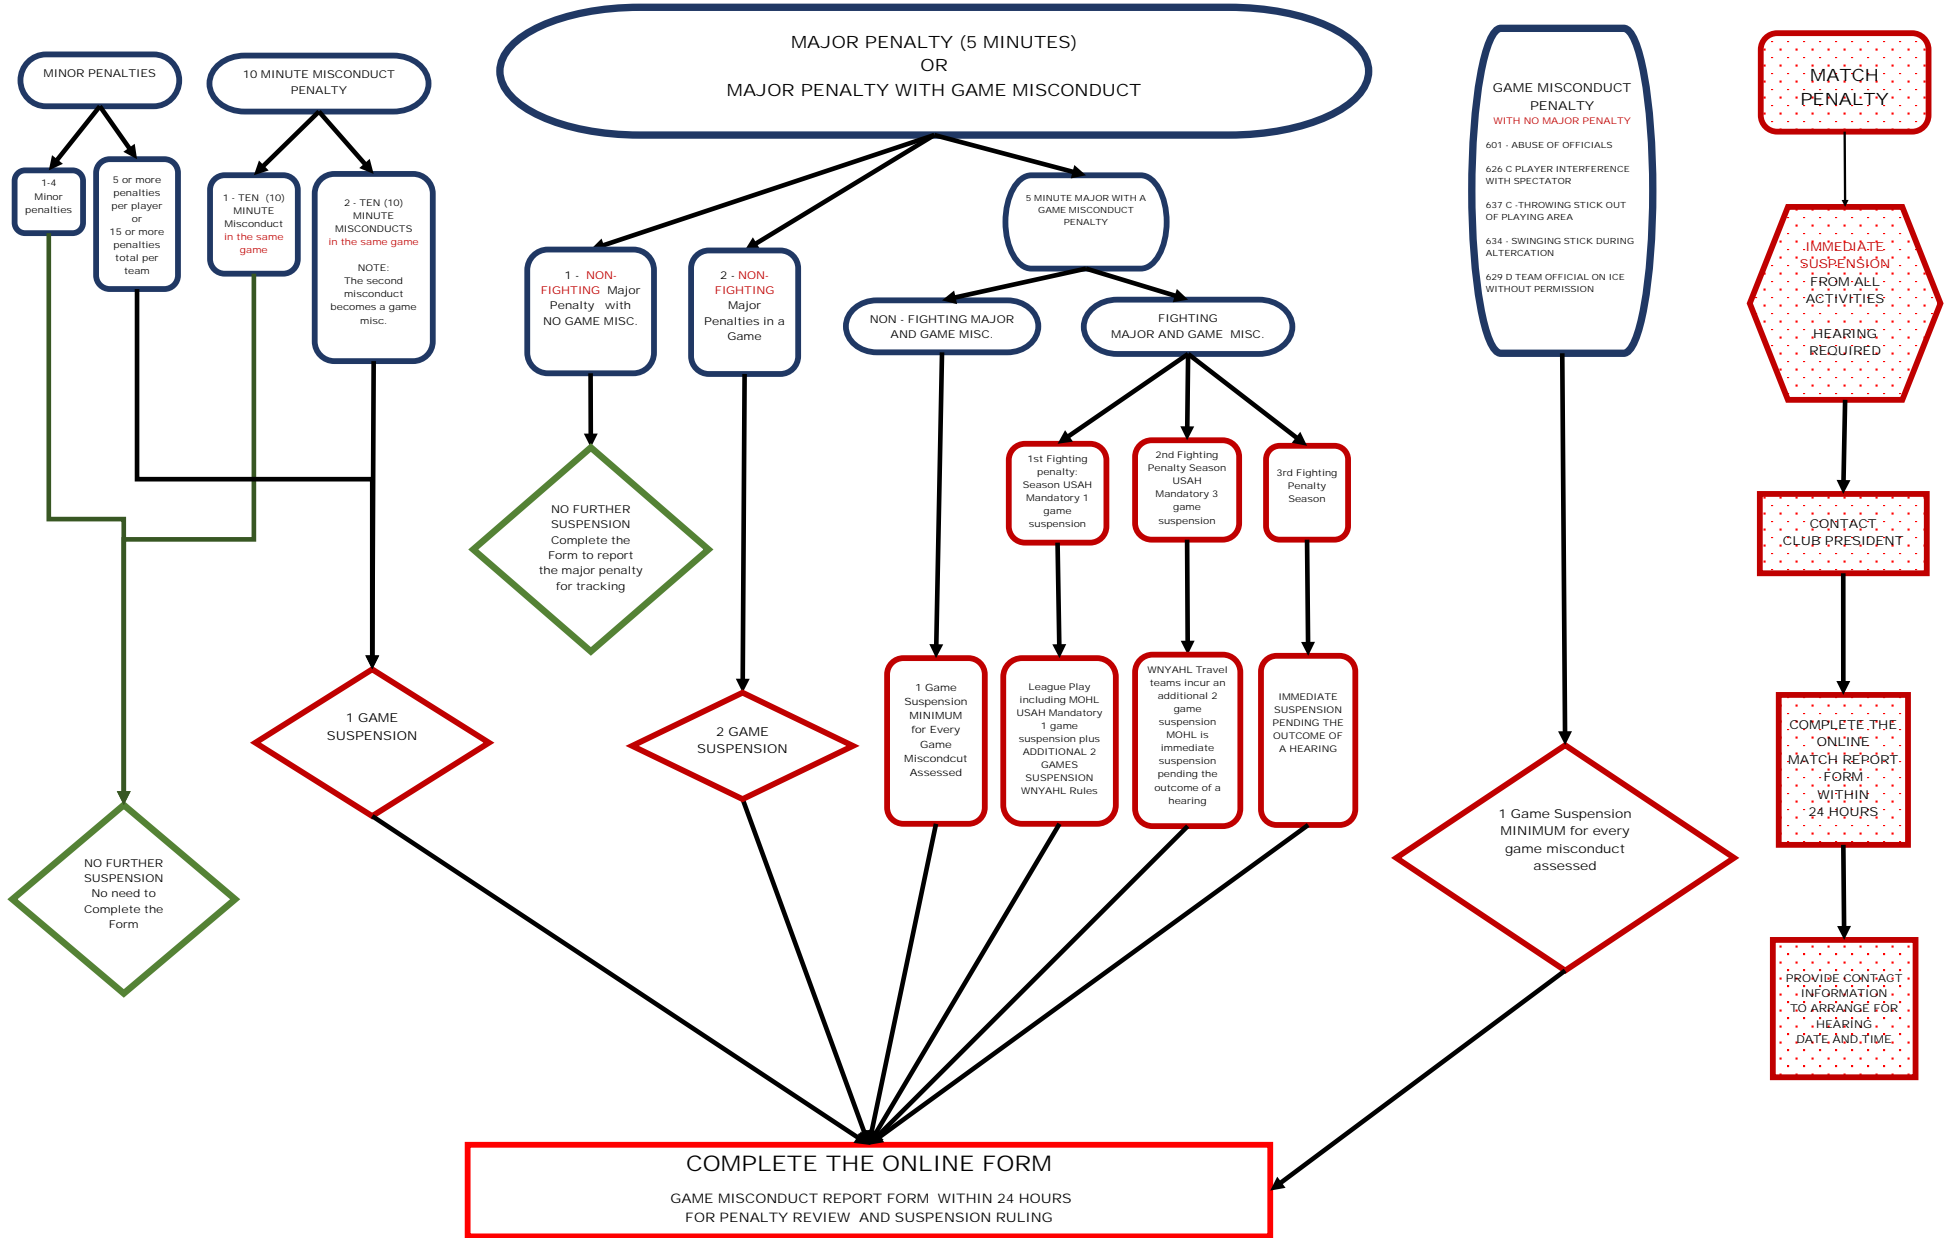 MINOR PENALTIES
1-4
Minor
penalties
5 or more
penalties
per player
or
15 or more
penalties
total per
team
10 MINUTE MISCONDUCT
PENALTY
1 - TEN (10)
MINUTE
Misconduct
in the same
game
2 - TEN (10)
MINUTE
MISCONDUCTS
in the same game
NOTE:
The second
misconduct
becomes a game
misc.
NO FURTHER
SUSPENSION
No need to
Complete the
Form
1 GAME
SUSPENSION
MAJOR PENALTY (5 MINUTES)
OR
MAJOR PENALTY WITH GAME MISCONDUCT
1 - NON-
FIGHTING Major
Penalty with
NO GAME MISC.
2 - NON-
FIGHTING
Major
Penalties in a
Game
5 MINUTE MAJOR WITH A
GAME MISCONDUCT
PENALTY
NON - FIGHTING MAJOR
AND GAME MISC.
FIGHTING
MAJOR AND GAME MISC.
NO FURTHER
SUSPENSION
Complete the
Form to report
the major penalty
for tracking
1st Fighting
penalty:
Season USAH
Mandatory 1
game
suspension
2nd Fighting
Penalty Season
USAH
Mandatory 3
game
suspension
3rd Fighting
Penalty
Season
2 GAME
SUSPENSION
1 Game
Suspension
MINIMUM
for Every
Game
Miscondcut
Assessed
League Play
including MOHL
USAH Mandatory
1 game
suspension plus
ADDITIONAL 2
GAMES
SUSPENSION
WNYAHL Rules
WNYAHL Travel
teams incur an
additional 2
game
suspension
MOHL is
immediate
suspension
pending the
outcome of a
hearing
IMMEDIATE
SUSPENSION
PENDING THE
OUTCOME OF
A HEARING
GAME MISCONDUCT
PENALTY
WITH NO MAJOR PENALTY
601 - ABUSE OF OFFICIALS
626 C PLAYER INTERFERENCE
WITH SPECTATOR
637 C -THROWING STICK OUT
OF PLAYING AREA
634 - SWINGING STICK DURING
ALTERCATION
629 D TEAM OFFICIAL ON ICE
WITHOUT PERMISSION
1 Game Suspension
MINIMUM for every
game misconduct
assessed
MATCH
PENALTY
IMMEDIATE
SUSPENSION
FROM ALL
ACTIVITIES
HEARING
REQUIRED
CONTACT
CLUB PRESIDENT
COMPLETE THE
ONLINE
MATCH REPORT
FORM
WITHIN
24 HOURS
PROVIDE CONTACT
INFORMATION
TO ARRANGE FOR
HEARING
DATE AND TIME
COMPLETE THE ONLINE FORM
GAME MISCONDUCT REPORT FORM WITHIN 24 HOURS
FOR PENALTY REVIEW AND SUSPENSION RULING